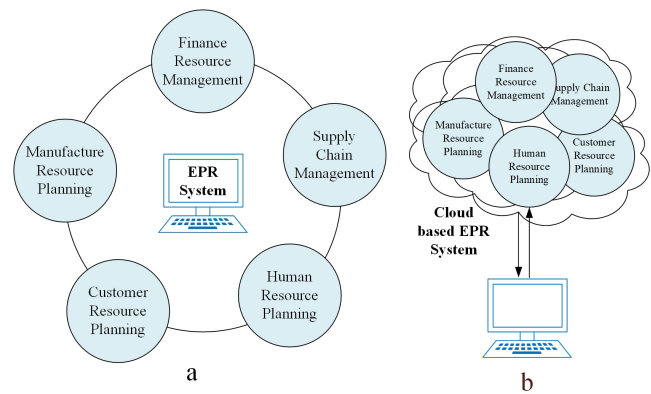 Finance
Resource
Management
Manufacture
Resource
Planning
EPR
System
Supply
Chain
Management
Customer
Resource
Planning
Human
Resource
Planning
a
Finance
Resource
Management
upply Chain
Management
Manufacture
Resource
Planning
Human
Resource
Planning
Customer
Resource
Planning
Cloud
based EPR
System
b